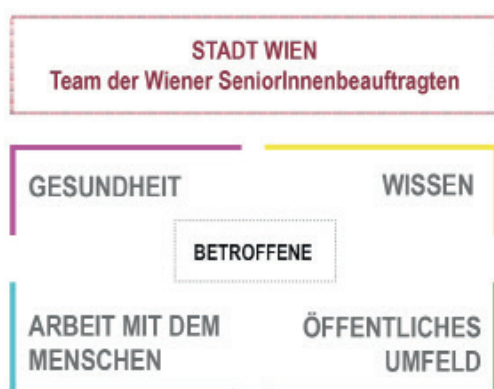 STADT WIEN
Team der Wiener SeniorInnenbeauftragten
GESUNDHEIT
WISSEN
BETROFFENE
ARBEIT MIT DEM
MENSCHEN
ÖFFENTLICHES
UMFELD